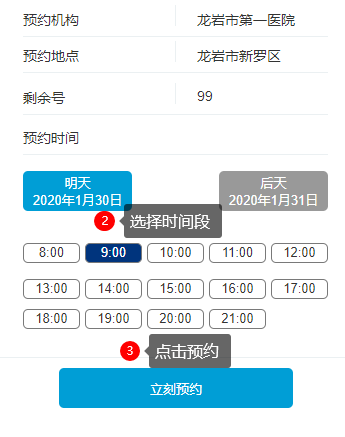 预约机构 龙岩市第一医院
预约地点 龙岩市新罗区
剩余号 99
预约时间
明天 后天
2020年1月30日 2020年1月31日
2 选择时间段
8:00 9:00 10:00 11:00 12:00
13:00 14:00 15:00 16:00 17:00
18:00 19:00 20:00 21:00
3 点击预约
立刻预约